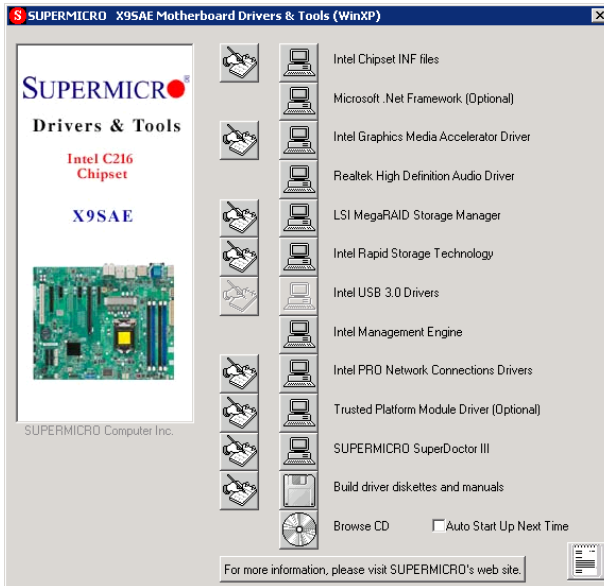 S SUPERMICRO X9SAE Motherboard Drivers & Tools (WinXP)
SUPERMICRO®
Drivers & Tools
Intel C216
Chipset
X9SAE
SUPERMICRO Computer Inc.
Intel Chipset INF files
Microsoft .Net Framework (Optional)
Intel Graphics Media Accelerator Driver
Realtek High Definition Audio Driver
LSI MegaRAID Storage Manager
Intel Rapid Storage Technology
Intel USB 3.0 Drivers
Intel Management Engine
Intel PRO Network Connections Drivers
Trusted Platform Module Driver (Optional)
SUPERMICRO SuperDoctor III
Build driver diskettes and manuals
Browse CD Auto Start Up Next Time
For more information, please visit SUPERMICRO's web site.